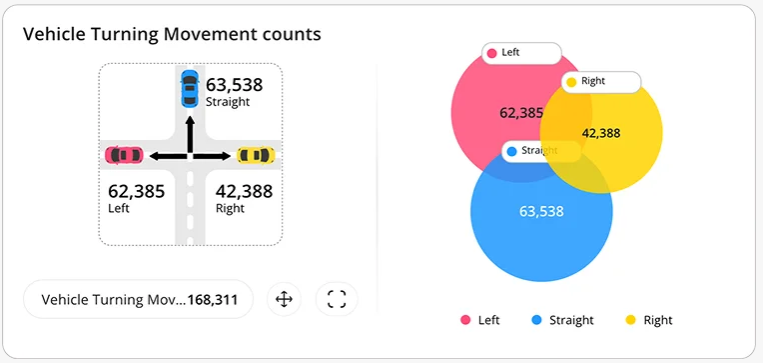 Vehicle Turning Movement counts
63,538
Straight
62,385
Left
42,388
Right
Vehicle Turning Mov...168,311
Left
Right
62,385
42,388
Straight
63,538
Left Straight Right